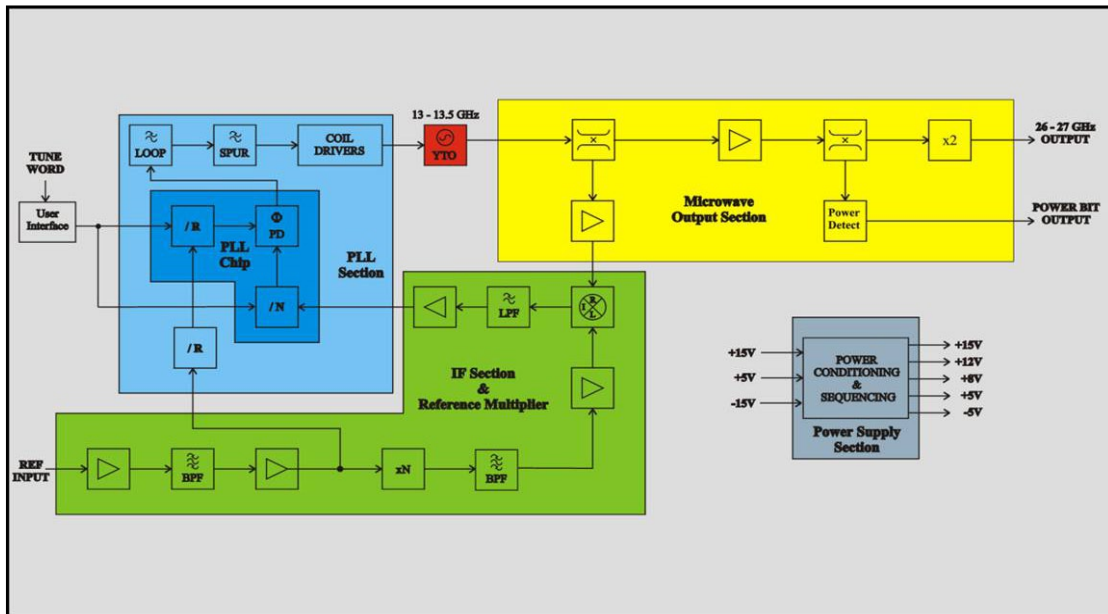 13 - 13.5 GHz
YTO
LOOP
SPUR
COIL
DRIVERS
TUNE
WORD
User
Interface
/ R
Φ
PD
PLL
Chip
PLL
Section
/ N
/ R
x
x
x2
26 - 27 GHz
OUTPUT
Microwave
Output Section
Power
Detect
POWER BIT
OUTPUT
LPF
R
I
L
IF Section
&
Reference Multiplier
REF
INPUT
BPF
xN
BPF
+15V
+5V
-15V
POWER
CONDITIONING
&
SEQUENCING
+15V
+12V
+8V
+5V
-5V
Power Supply
Section